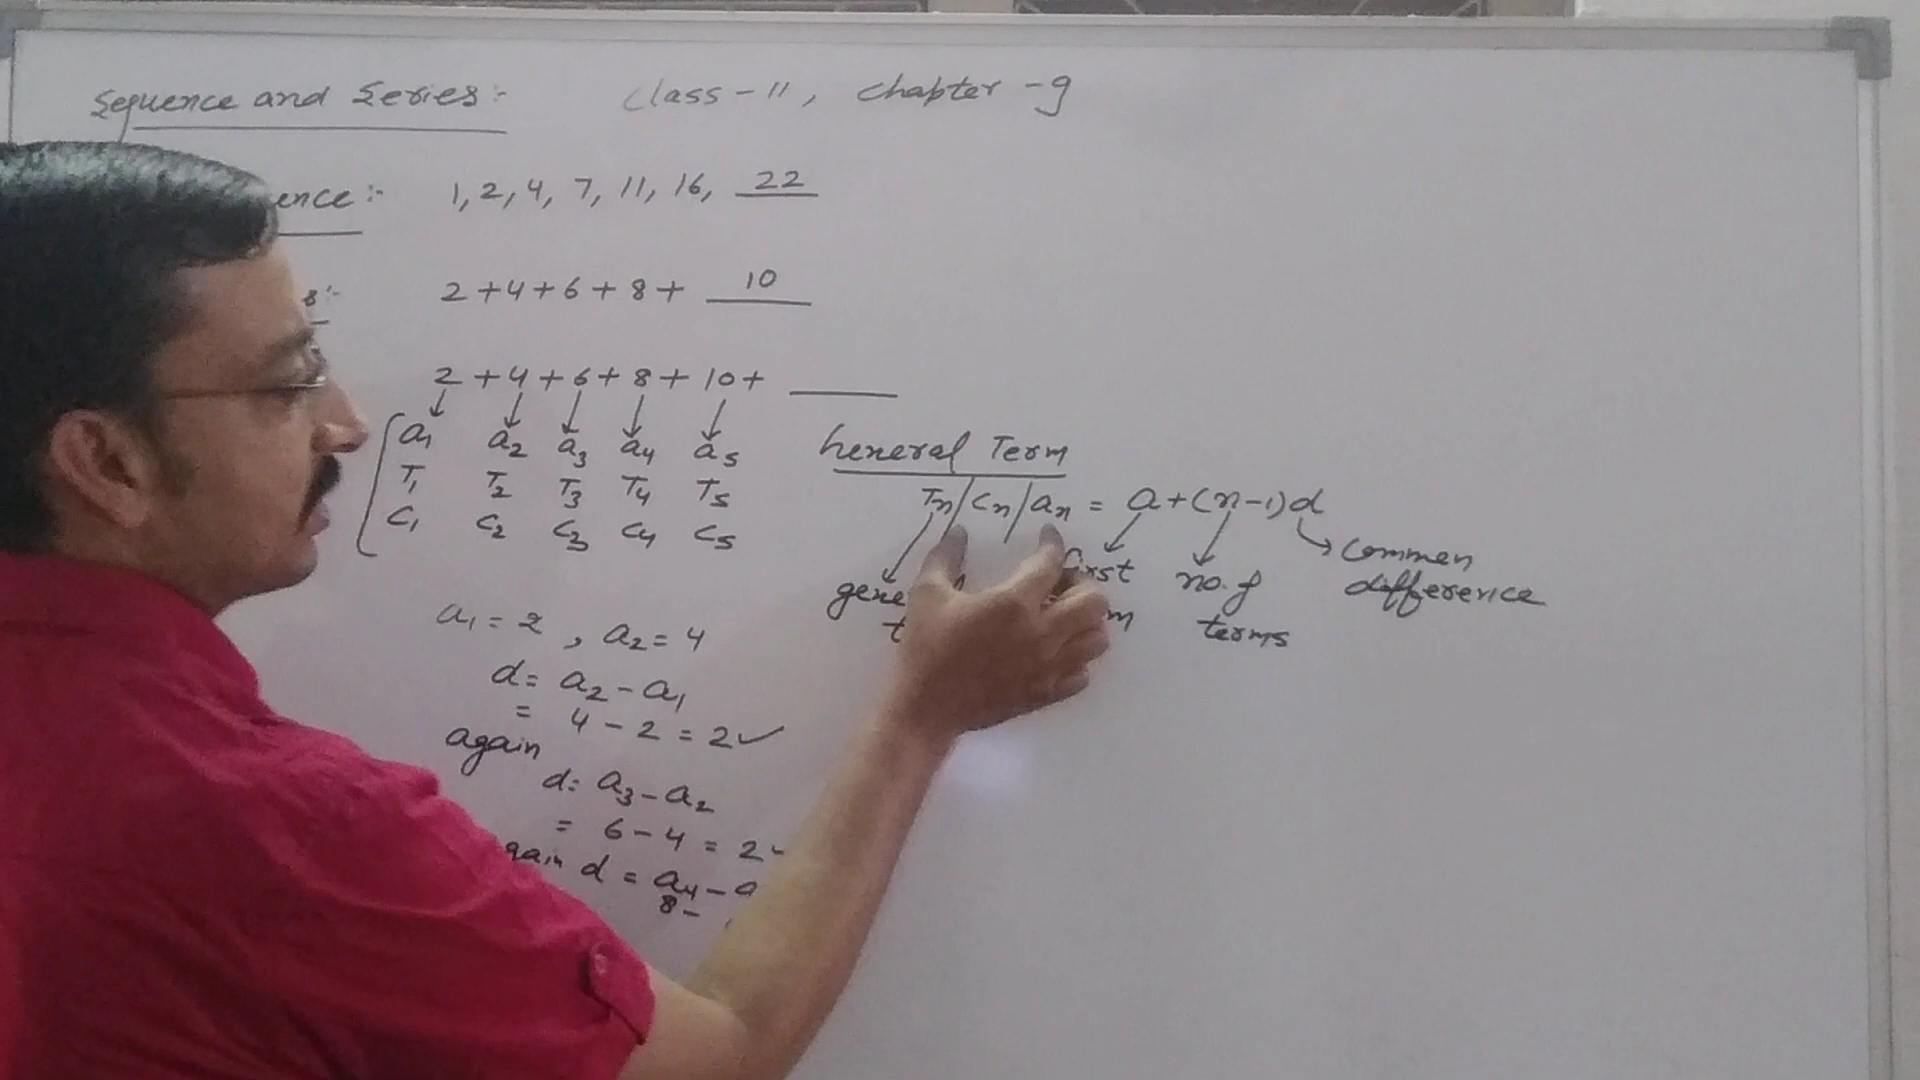 Sequence and Series :- Class-11, Chapter-9
ence :- 1, 2, 4, 7, 11, 16, 22
s :- 2 + 4 + 6 + 8 + 10
2 + 4 + 6 + 8 + 10 +
a1 a2 a3 a4 a5
T1 T2 T3 T4 T5
C1 C2 C3 C4 C5
General Term
Tn/Cn/an = a+(n-1)d
gene
t
first
m
no. of
terms
Common
difference
a1 = 2, a2 = 4
d = a2 - a1
= 4 - 2 = 2 ✓
again
d = a3 - a2
= 6 - 4 = 2
gain d = a4 - a
8 -